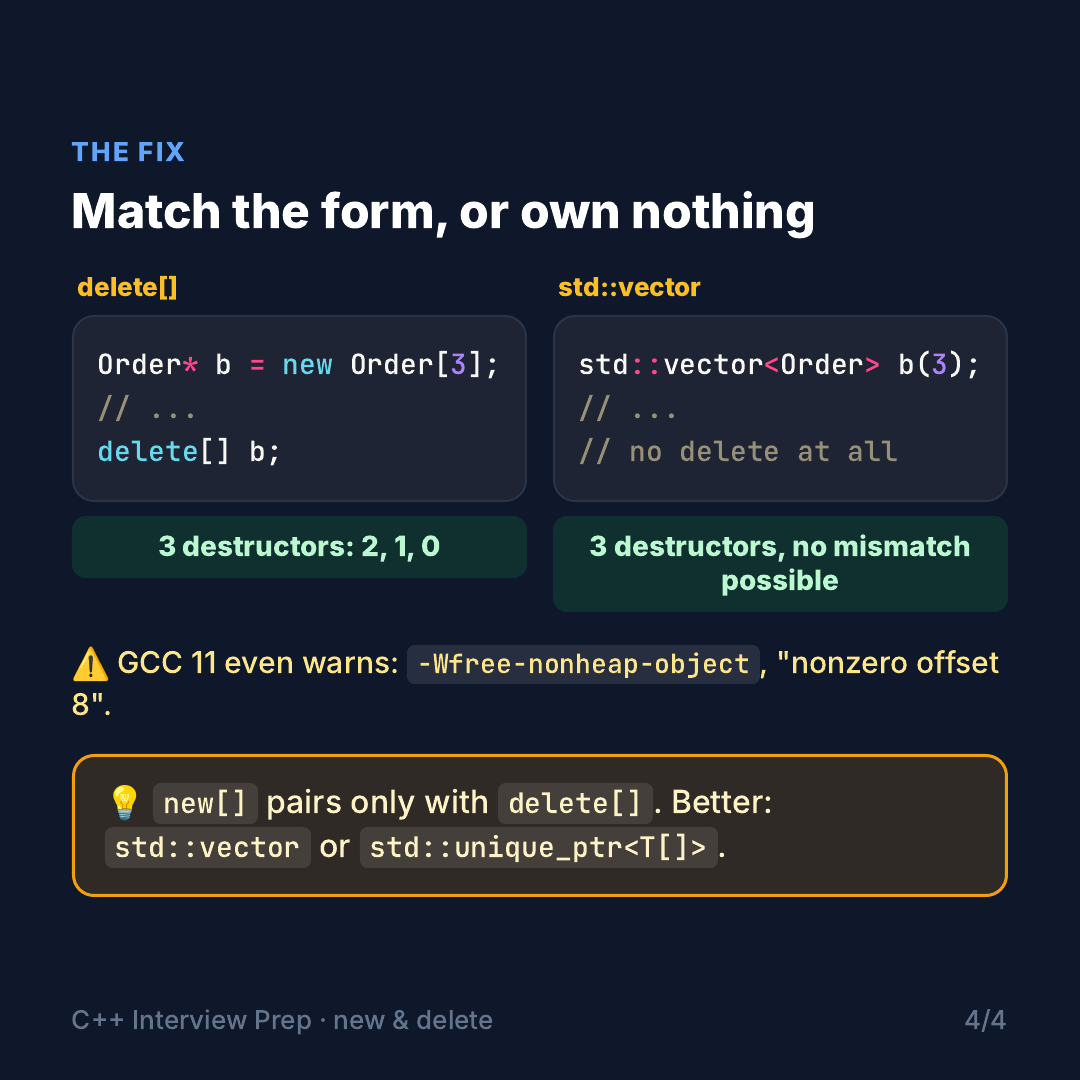 THE FIX
Match the form, or own nothing
delete[]
Order* b = new Order[3];
// ...
delete[] b;
3 destructors: 2, 1, 0
std::vector
std::vector<Order> b(3);
// ...
// no delete at all
3 destructors, no mismatch
possible
⚠️ GCC 11 even warns: -Wfree-nonheap-object, "nonzero offset
8".
💡 new[] pairs only with delete[]. Better:
std::vector or std::unique_ptr<T[]>.
C++ Interview Prep · new & delete
4/4